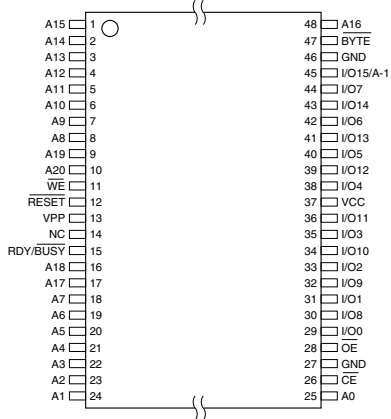 A15 1 48 A16
A14 2 47 BYTE
A13 3 46 GND
A12 4 45 I/O15/A-1
A11 5 44 I/O7
A10 6 43 I/O14
A9 7 42 I/O6
A8 8 41 I/O13
A19 9 40 I/O5
A20 10 39 I/O12
WE 11 38 I/O4
RESET 12 37 VCC
VPP 13 36 I/O11
NC 14 35 I/O3
RDY/BUSY 15 34 I/O10
A18 16 33 I/O2
A17 17 32 I/O9
A7 18 31 I/O1
A6 19 30 I/O8
A5 20 29 I/O0
A4 21 28 OE
A3 22 27 GND
A2 23 26 CE
A1 24 25 A0